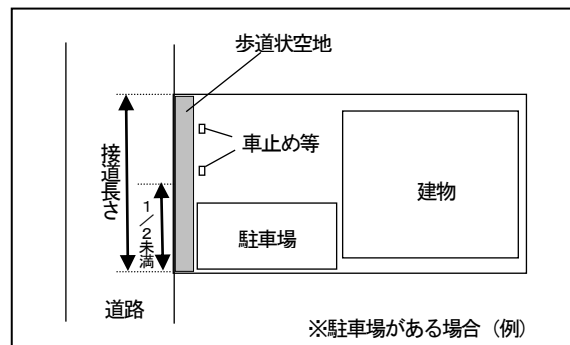 歩道状空地
接道長さ
1/2未満
車止め等
建物
駐車場
道路
※駐車場がある場合（例）